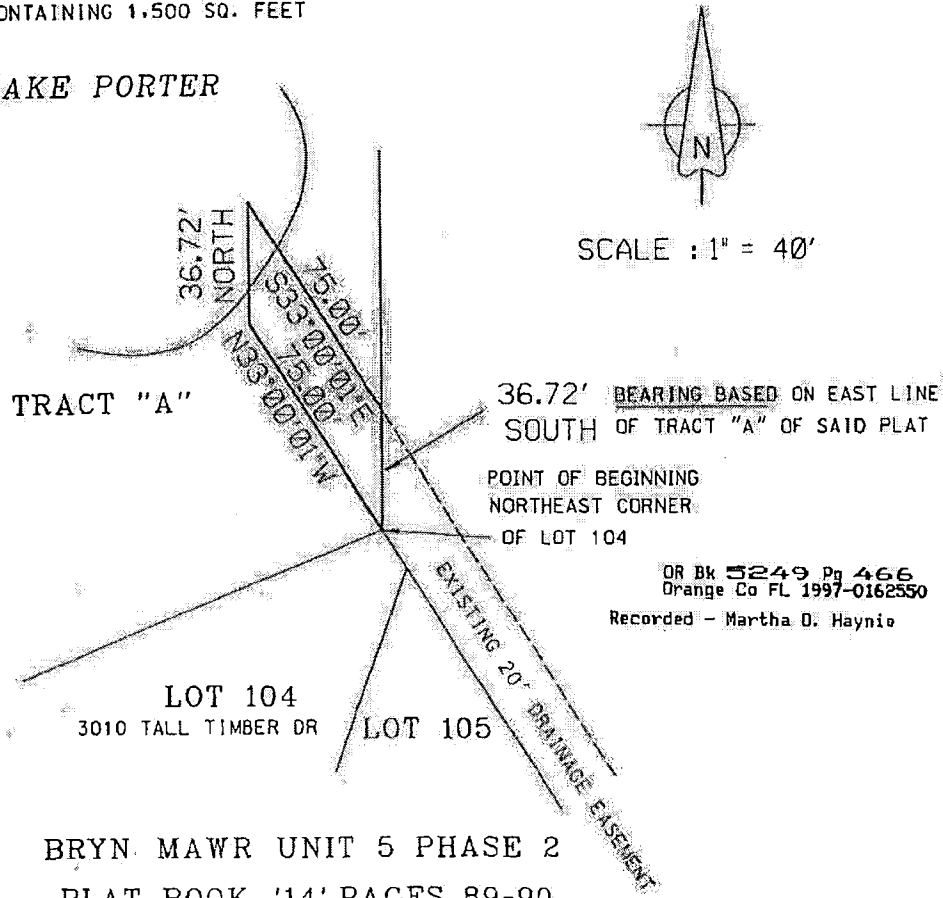 CONTAINING 1,500 SQ. FEET
LAKE PORTER
N
SCALE : 1" = 40'
36.72'
NORTH
75.00'
S33°00'01"E
75.00'
N33°00'01"W
TRACT "A"
36.72' BEARING BASED ON EAST LINE
SOUTH OF TRACT "A" OF SAID PLAT
POINT OF BEGINNING
NORTHEAST CORNER
OF LOT 104
OR Bk 5249 Pg 466
Orange Co FL 1997-0162550
Recorded - Martha O. Haynie
EXISTING 20' DRAINAGE EASEMENT
LOT 104
3010 TALL TIMBER DR
LOT 105
BRYN MAWR UNIT 5 PHASE 2
PLAT BOOK '14' PAGES 89-90